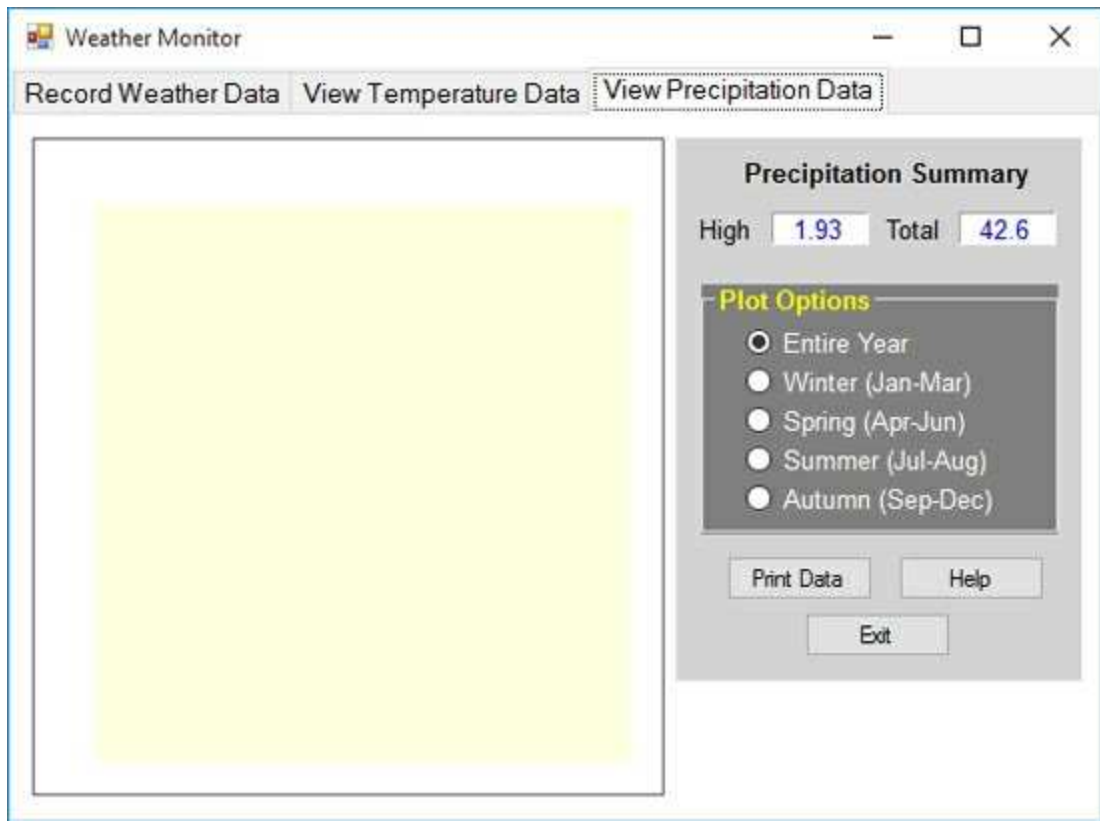 Weather Monitor
Record Weather Data View Temperature Data View Precipitation Data
Precipitation Summary
High 1.93 Total 42.6
Plot Options
Entire Year
Winter (Jan-Mar)
Spring (Apr-Jun)
Summer (Jul-Aug)
Autumn (Sep-Dec)
Print Data Help
Exit